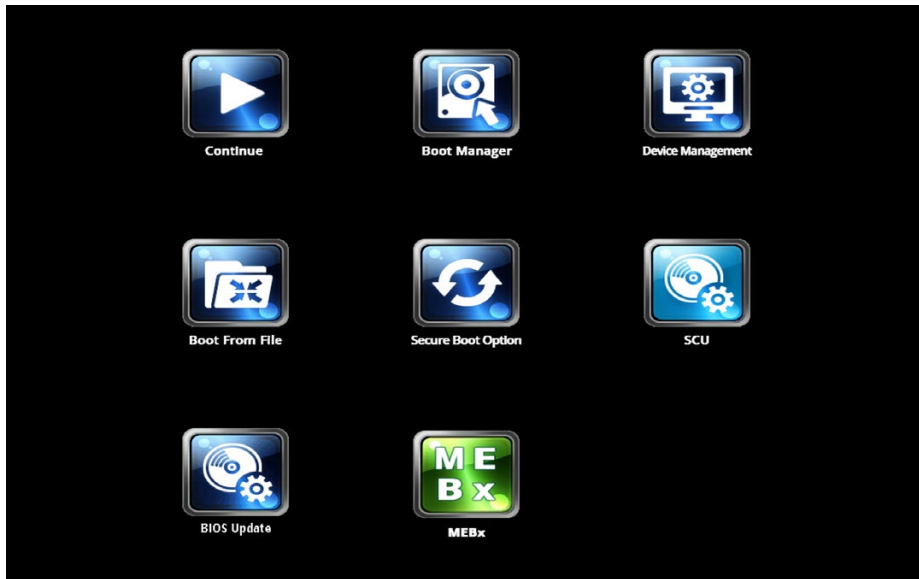 Continue
Boot Manager
Device Management
Boot From File
Secure Boot Option
SCU
BIOS Update
M E
B x
MEBx